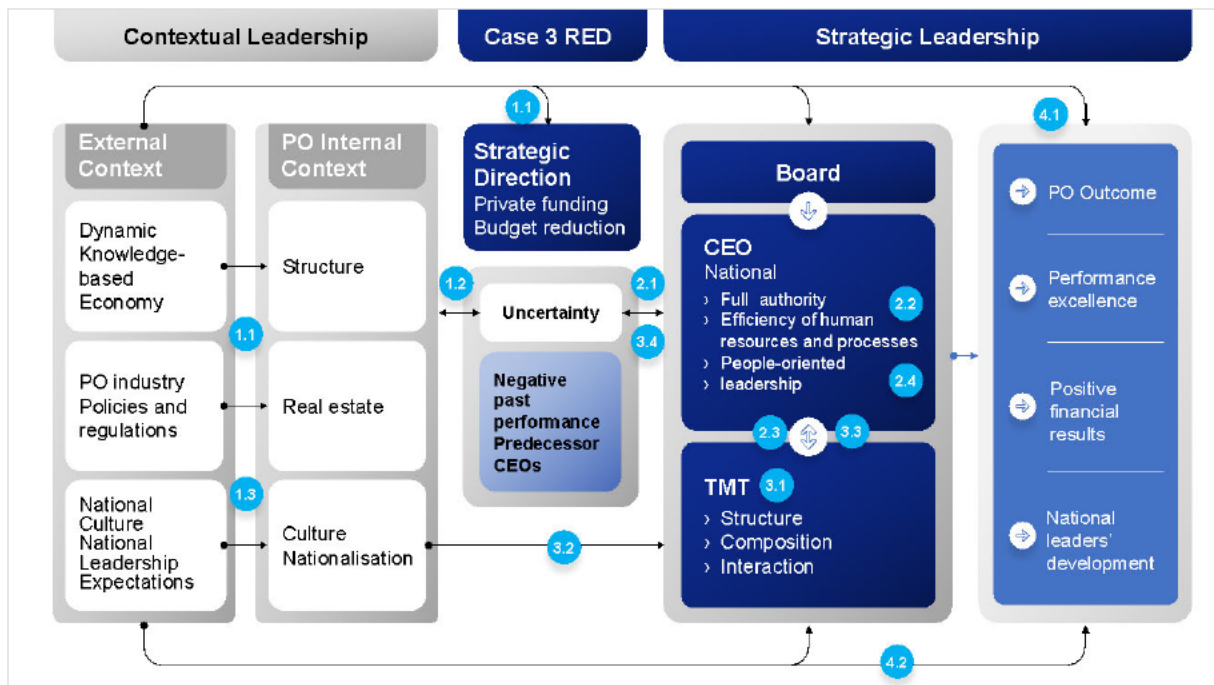 Contextual Leadership
Case 3 RED
Strategic Leadership
1.1
4.1
External
Context
PO Internal
Context
Strategic
Direction
Private funding
Budget reduction
Board
PO Outcome
Dynamic
Knowledge-
based
Economy
Structure
CEO
National
› Full authority
› Efficiency of human
resources and processes
› People-oriented
› leadership
2.2
2.4
Performance
excellence
1.2
Uncertainty
2.1
3.4
1.1
PO industry
Policies and
regulations
Real estate
Negative
past
performance
Predecessor
CEOs
Positive
financial
results
2.3
3.3
1.3
National
Culture
National
Leadership
Expectations
Culture
Nationalisation
3.2
TMT
3.1
› Structure
› Composition
› Interaction
National
leaders'
development
4.2